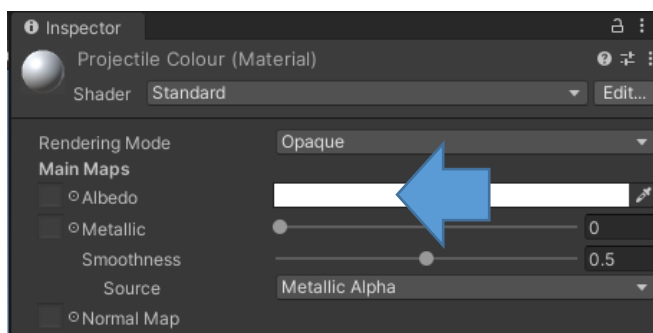 Inspector
Projectile Colour (Material)
Shader Standard Edit...
Rendering Mode Opaque
Main Maps
Albedo
Metallic 0
Smoothness 0.5
Source Metallic Alpha
Normal Map